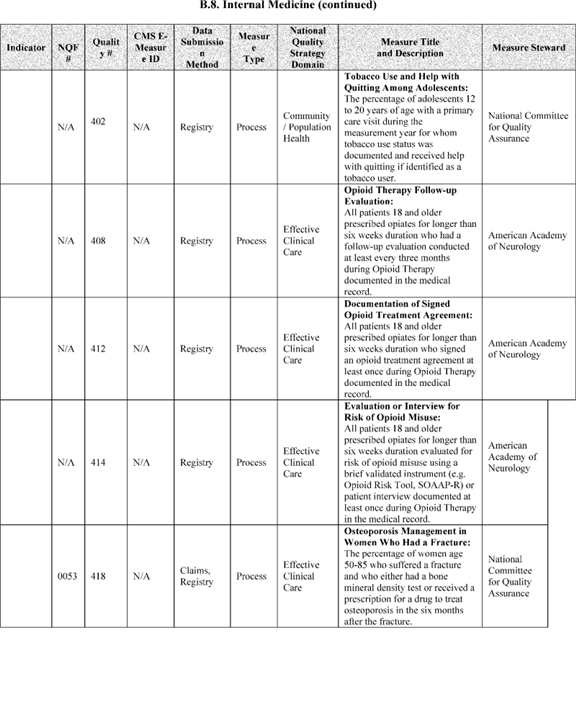 B.8. Internal Medicine (continued)
Indicator
NQF
#
Qualit
y #
CMS E-
Measur
e ID
Data
Submissio
n
Method
Measur
e
Type
National
Quality
Strategy
Domain
Measure Title
and Description
Measure Steward
N/A
402
N/A
Registry
Process
Community
/ Population
Health
Tobacco Use and Help with
Quitting Among Adolescents:
The percentage of adolescents 12
to 20 years of age with a primary
care visit during the
measurement year for whom
tobacco use status was
documented and received help
with quitting if identified as a
tobacco user.
National Committee
for Quality
Assurance
N/A
408
N/A
Registry
Process
Effective
Clinical
Care
Opioid Therapy Follow-up
Evaluation:
All patients 18 and older
prescribed opiates for longer than
six weeks duration who had a
follow-up evaluation conducted
at least every three months
during Opioid Therapy
documented in the medical
record.
American Academy
of Neurology
N/A
412
N/A
Registry
Process
Effective
Clinical
Care
Documentation of Signed
Opioid Treatment Agreement:
All patients 18 and older
prescribed opiates for longer than
six weeks duration who signed
an opioid treatment agreement at
least once during Opioid Therapy
documented in the medical
record.
American Academy
of Neurology
N/A
414
N/A
Registry
Process
Effective
Clinical
Care
Evaluation or Interview for
Risk of Opioid Misuse:
All patients 18 and older
prescribed opiates for longer than
six weeks duration evaluated for
risk of opioid misuse using a
brief validated instrument (e.g.
Opioid Risk Tool, SOAAP-R) or
patient interview documented at
least once during Opioid Therapy
in the medical record.
American
Academy of
Neurology
0053
418
N/A
Claims,
Registry
Process
Effective
Clinical
Care
Osteoporosis Management in
Women Who Had a Fracture:
The percentage of women age
50-85 who suffered a fracture
and who either had a bone
mineral density test or received a
prescription for a drug to treat
osteoporosis in the six months
after the fracture.
National
Committee
for Quality
Assurance